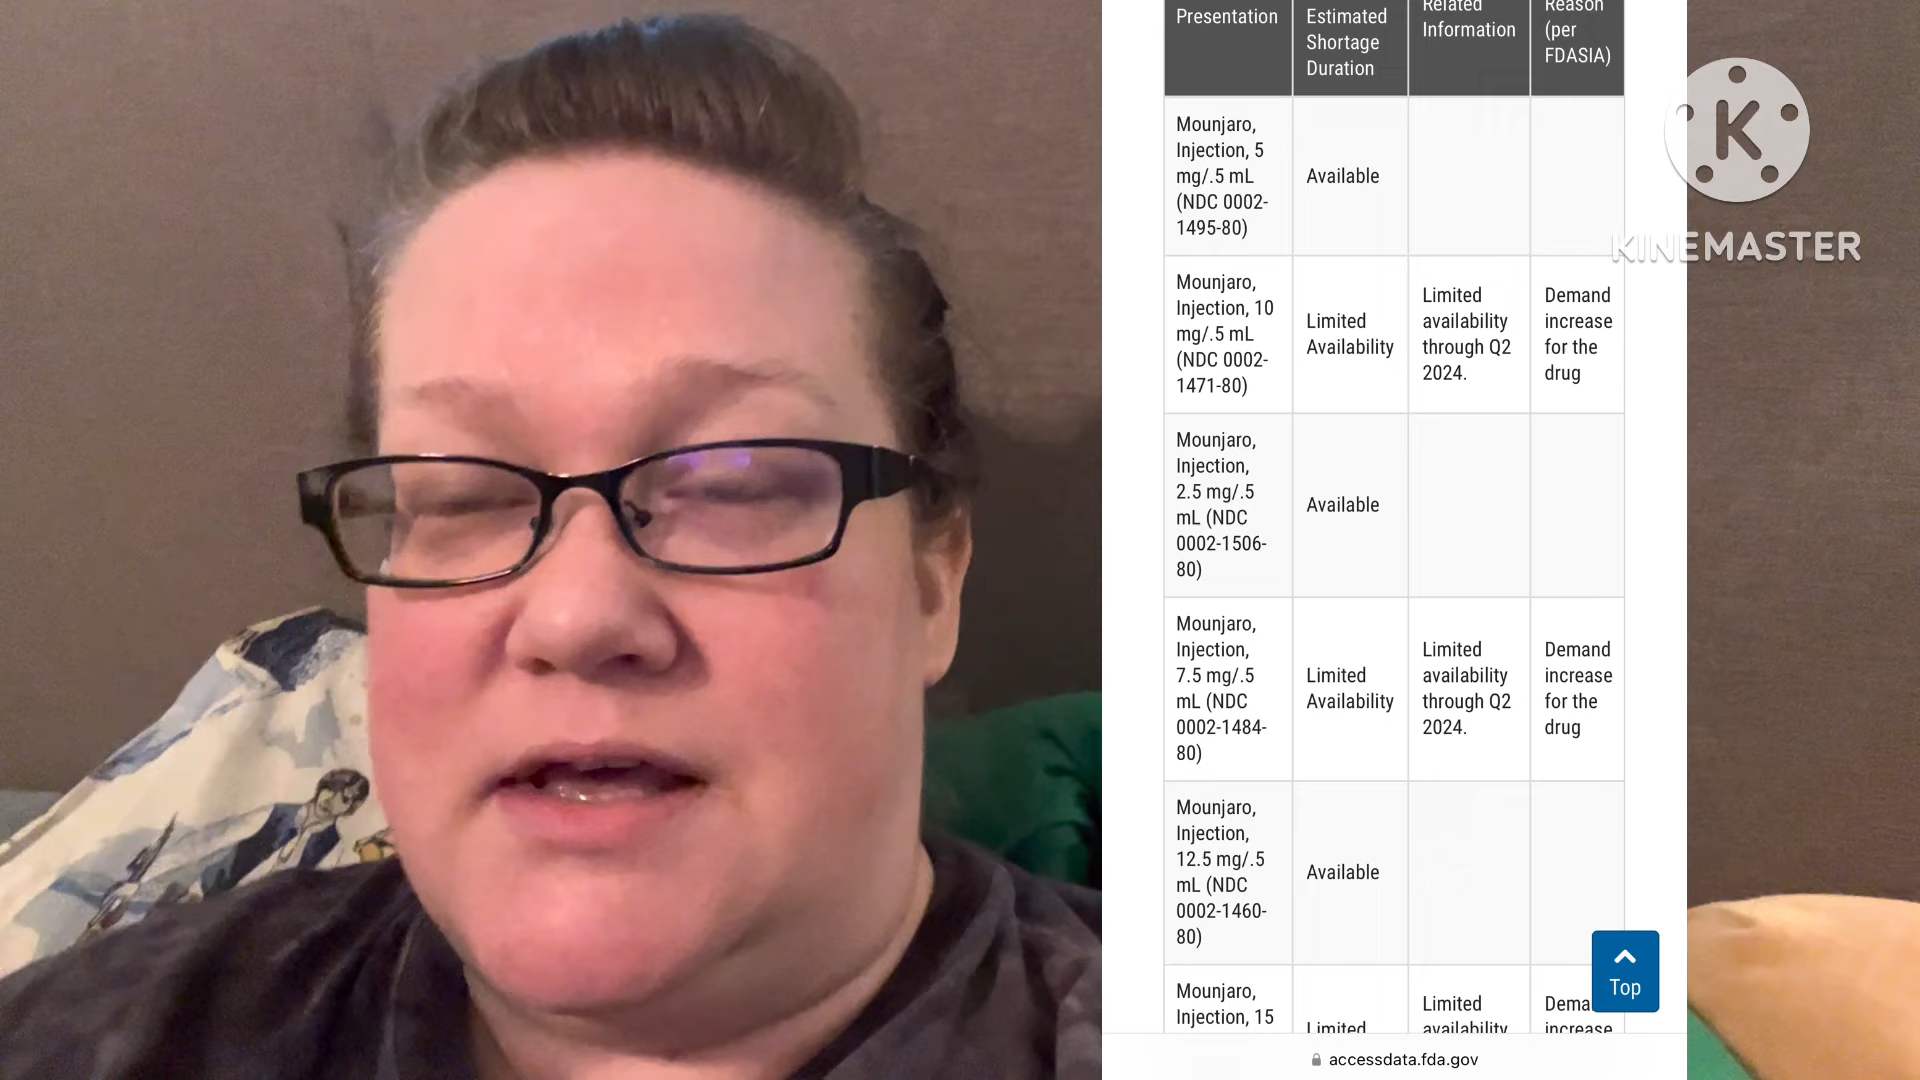 Presentation
Estimated
Shortage
Duration
Related
Information
Reason
(per
FDASIA)
Mounjaro,
Injection, 5
mg/.5 mL
(NDC 0002-
1495-80)
Available
Mounjaro,
Injection, 10
mg/.5 mL
(NDC 0002-
1471-80)
Limited
Availability
Limited
availability
through Q2
2024.
Demand
increase
for the
drug
Mounjaro,
Injection,
2.5 mg/.5
mL (NDC
0002-1506-
80)
Available
Mounjaro,
Injection,
7.5 mg/.5
mL (NDC
0002-1484-
80)
Limited
Availability
Limited
availability
through Q2
2024.
Demand
increase
for the
drug
Mounjaro,
Injection,
12.5 mg/.5
mL (NDC
0002-1460-
80)
Available
Mounjaro,
Injection, 15
Limited
Limited
availability
Dema
increase
Top
accessdata.fda.gov
K
KINEMASTER